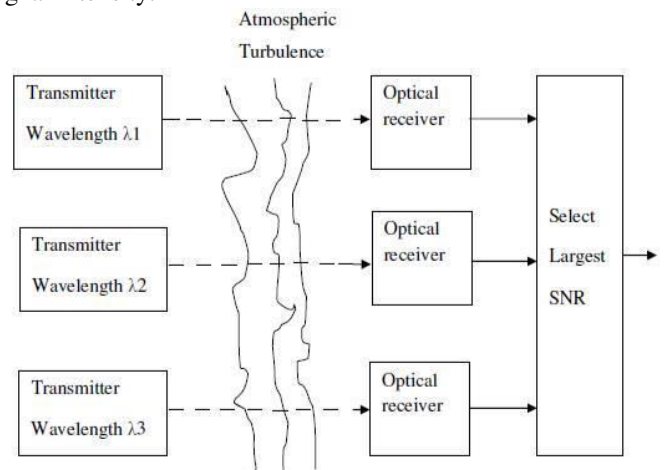 Atmospheric
Turbulence
Transmitter
Wavelength λ1
Optical
receiver
Transmitter
Wavelength λ2
Optical
receiver
Select
Largest
SNR
Transmitter
Wavelength λ3
Optical
receiver